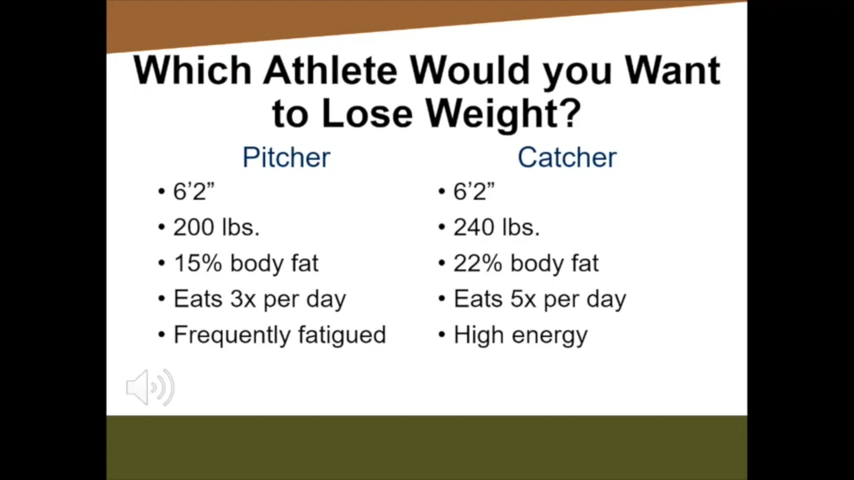 Which Athlete Would you Want
to Lose Weight?
Pitcher
• 6’2”
• 200 lbs.
• 15% body fat
• Eats 3x per day
• Frequently fatigued
Catcher
• 6’2”
• 240 lbs.
• 22% body fat
• Eats 5x per day
• High energy